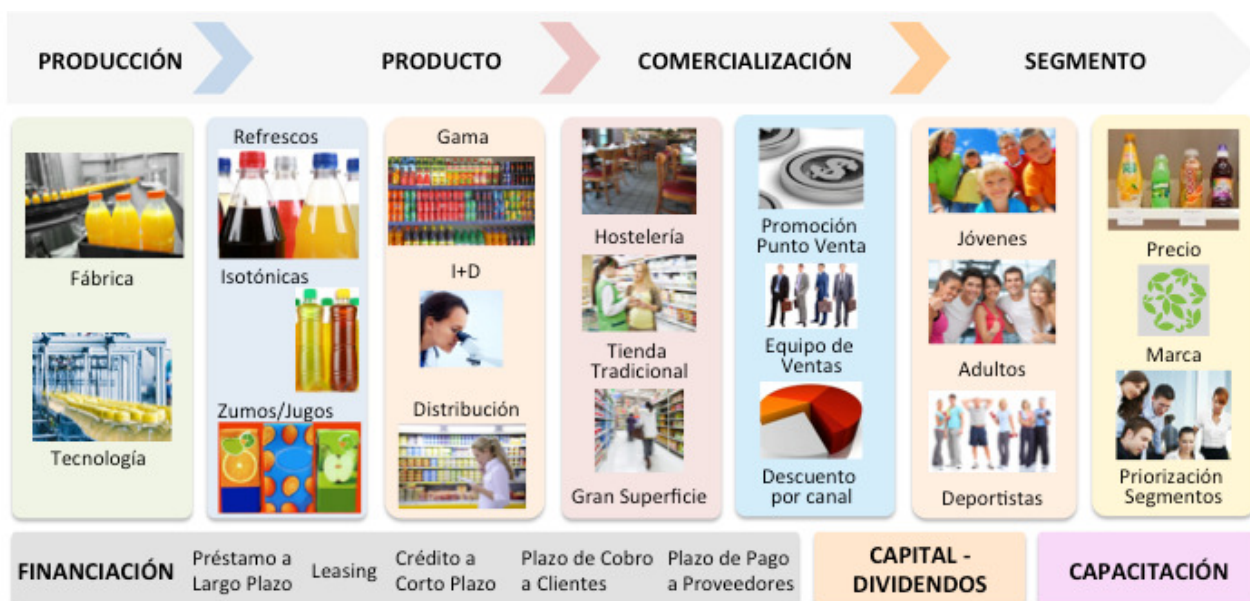 PRODUCCIÓN
PRODUCTO
COMERCIALIZACIÓN
SEGMENTO
Fábrica
Tecnología
Refrescos
Isotónicas
Zumos/Jugos
Gama
I+D
Distribución
Hostelería
Tienda
Tradicional
Gran Superficie
Promoción
Punto Venta
Equipo de
Ventas
Descuento
por canal
Jóvenes
Adultos
Deportistas
Precio
Marca
Priorización
Segmentos
FINANCIACIÓN
Préstamo a
Largo Plazo
Leasing
Crédito a
Corto Plazo
Plazo de Cobro
a Clientes
Plazo de Pago
a Proveedores
CAPITAL -
DIVIDENDOS
CAPACITACIÓN